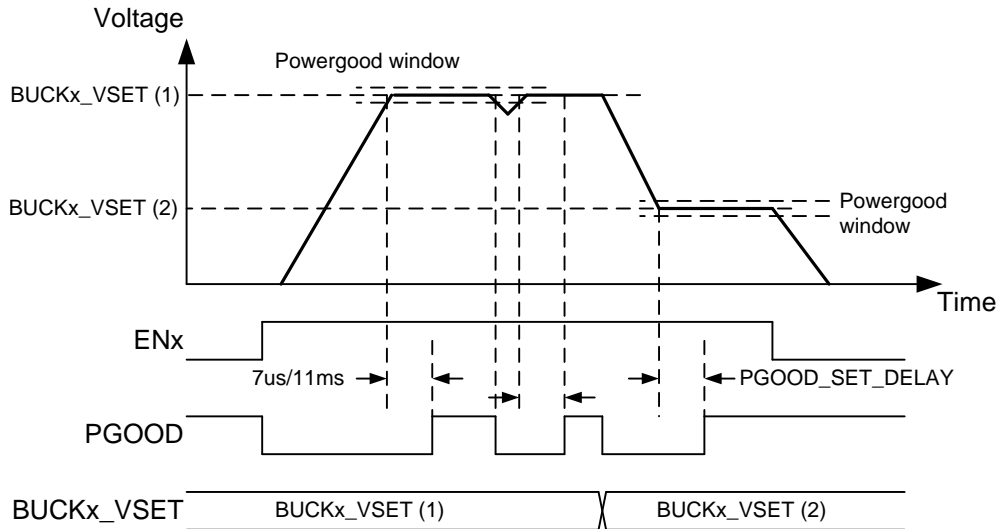 Voltage
Powergood window
BUCKx_VSET (1)
BUCKx_VSET (2)
Powergood
window
Time
ENx
7us/11ms
PGOOD_SET_DELAY
PGOOD
BUCKx_VSET
BUCKx_VSET (1)
BUCKx_VSET (2)